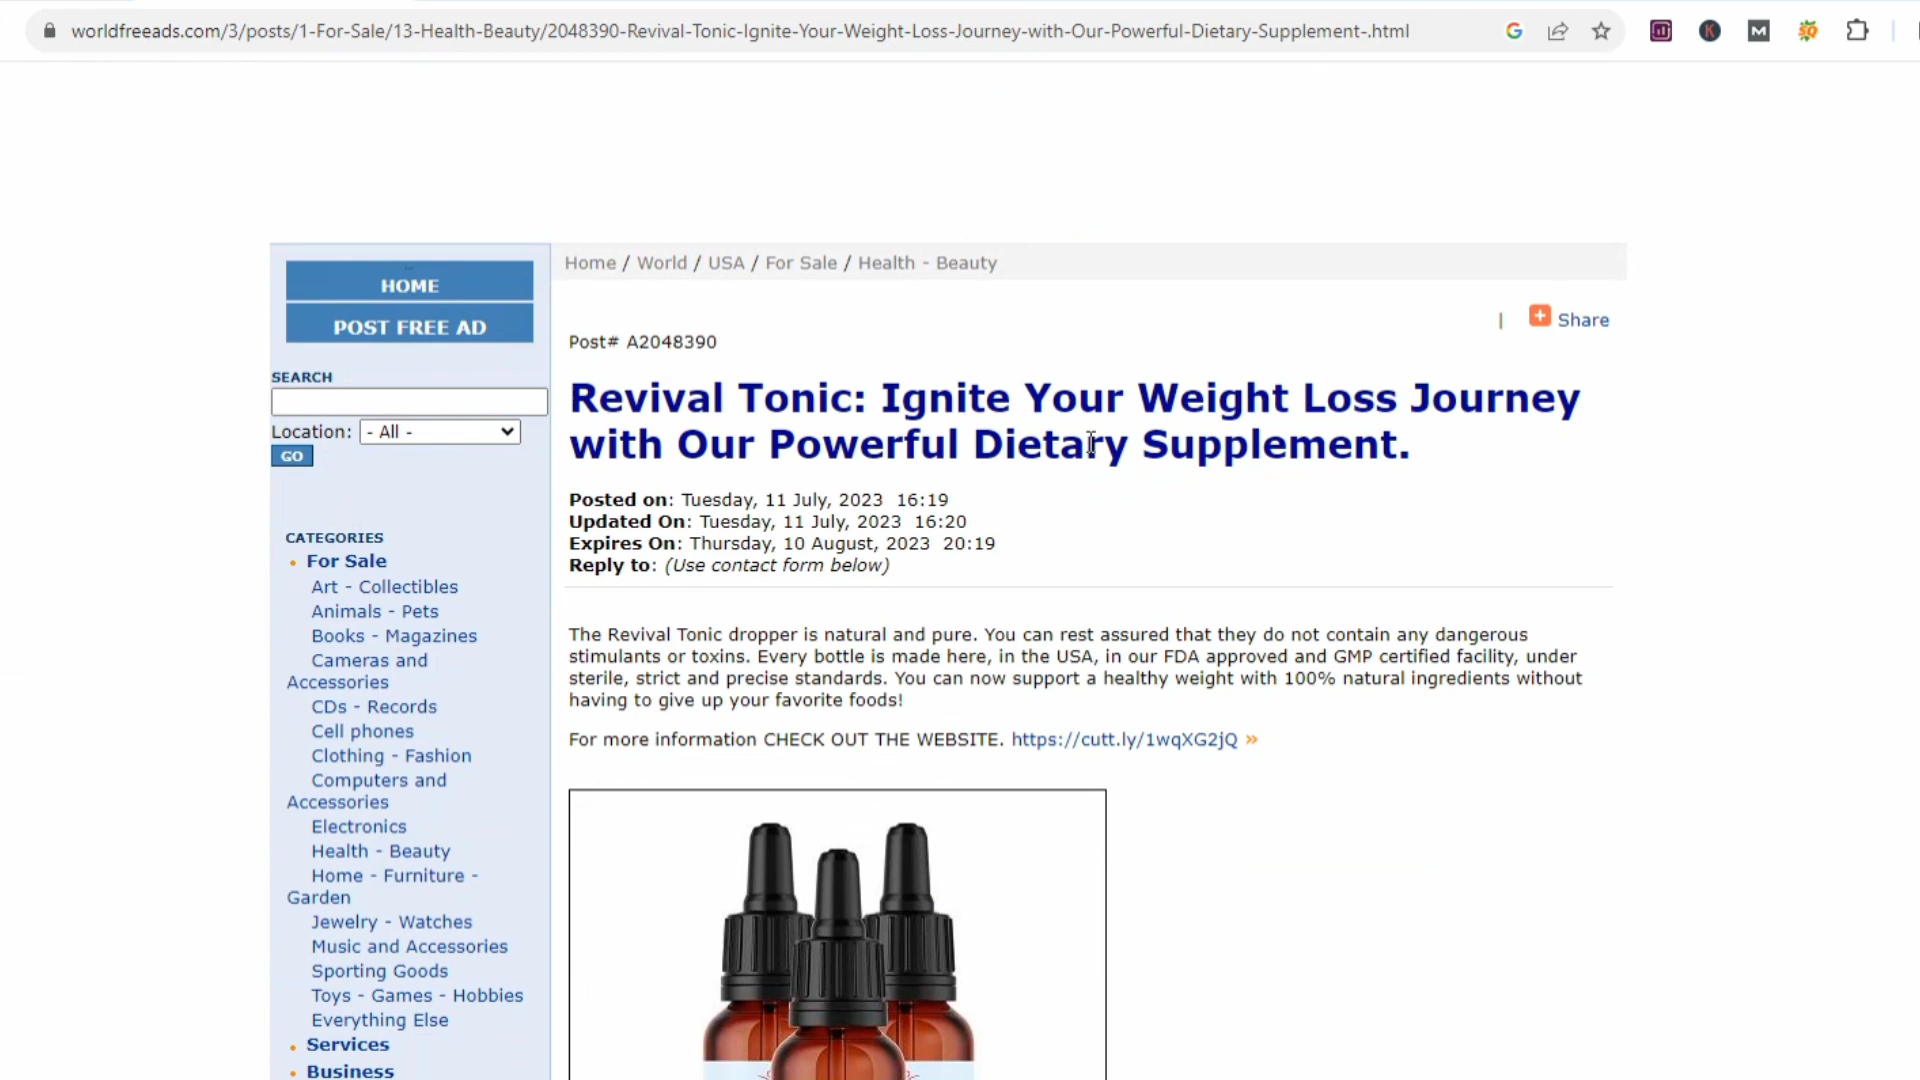 worldfreeads.com/3/posts/1-For-Sale/13-Health-Beauty/2048390-Revival-Tonic-Ignite-Your-Weight-Loss-Journey-with-Our-Powerful-Dietary-Supplement-.html
HOME
POST FREE AD
SEARCH
Location: - All -
GO
CATEGORIES
• For Sale
Art - Collectibles
Animals - Pets
Books - Magazines
Cameras and
Accessories
CDs - Records
Cell phones
Clothing - Fashion
Computers and
Accessories
Electronics
Health - Beauty
Home - Furniture -
Garden
Jewelry - Watches
Music and Accessories
Sporting Goods
Toys - Games - Hobbies
Everything Else
• Services
• Business
Home / World / USA / For Sale / Health - Beauty
| Share
Post# A2048390
Revival Tonic: Ignite Your Weight Loss Journey
with Our Powerful Dietary Supplement.
Posted on: Tuesday, 11 July, 2023 16:19
Updated On: Tuesday, 11 July, 2023 16:20
Expires On: Thursday, 10 August, 2023 20:19
Reply to: (Use contact form below)
The Revival Tonic dropper is natural and pure. You can rest assured that they do not contain any dangerous
stimulants or toxins. Every bottle is made here, in the USA, in our FDA approved and GMP certified facility, under
sterile, strict and precise standards. You can now support a healthy weight with 100% natural ingredients without
having to give up your favorite foods!
For more information CHECK OUT THE WEBSITE. https://cutt.ly/1wqXG2jQ »